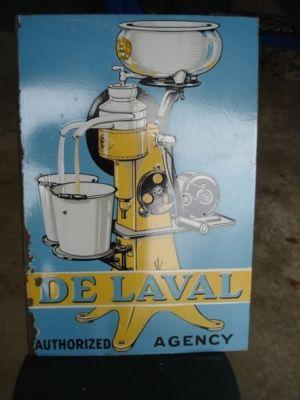 DE LAVAL
AUTHORIZED AGENCY